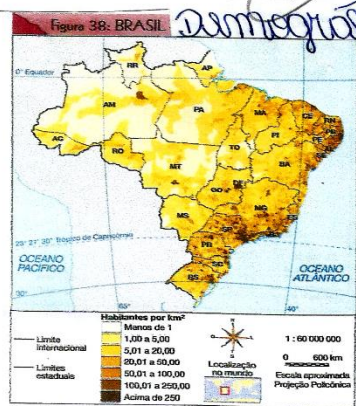 Figura 38: BRASIL
RR
AP
0° Equador
AM
PA
MA
CE
RN
PB
PE
PI
AC
RO
TO
BA
MT
DF
GO
MG
ES
MS
SP
23° 27' 30" Trópico de Capricórnio
PR
SC
RS
OCEANO
PACÍFICO
OCEANO
ATLÂNTICO
30°
65°
40°
Habitantes por km²
Menos de 1
1,00 a 5,00
5,01 a 20,00
20,01 a 50,00
50,01 a 100,00
100,01 a 250,00
Acima de 250
Limite
internacional
Limites
estaduais
Localização
no mundo
1 : 60 000 000
0 600 km
Escala aproximada
Projeção Policônica